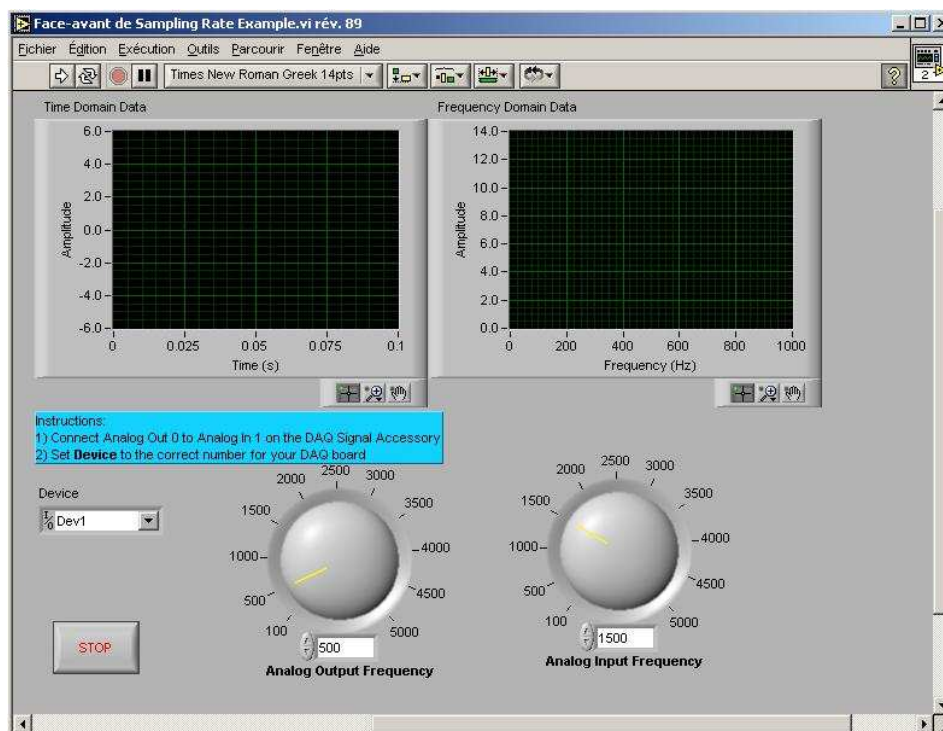 Face-avant de Sampling Rate Example.vi rév. 89
Fichier Édition Exécution Outils Parcourir Fenêtre Aide
Times New Roman Greek 14pts
2
Time Domain Data
Amplitude
6.0
4.0
2.0
0.0
-2.0
-4.0
-6.0
0 0.025 0.05 0.075 0.1
Time (s)
Frequency Domain Data
Amplitude
14.0
12.0
10.0
8.0
6.0
4.0
2.0
0.0
0 200 400 600 800 1000
Frequency (Hz)
Instructions:
1) Connect Analog Out 0 to Analog In 1 on the DAQ Signal Accessory
2) Set Device to the correct number for your DAQ board
Device
I/O Dev1
STOP
100 500 1000 1500 2000 2500 3000 3500 4000 4500 5000
500
Analog Output Frequency
100 500 1000 1500 2000 2500 3000 3500 4000 4500 5000
1500
Analog Input Frequency